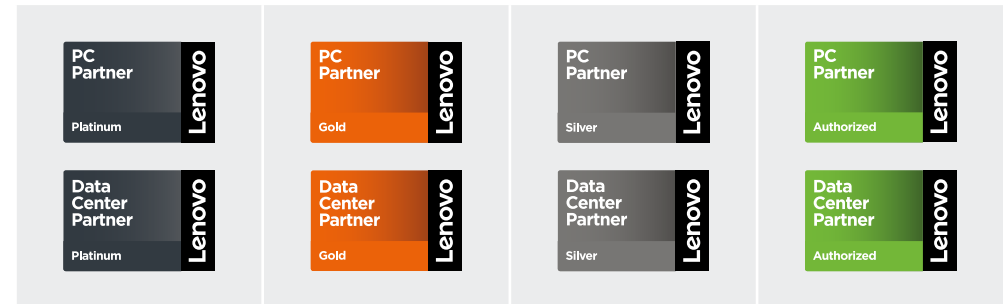 PC
Partner
Platinum
Lenovo
PC
Partner
Gold
Lenovo
PC
Partner
Silver
Lenovo
PC
Partner
Authorized
Lenovo
Data
Center
Partner
Platinum
Lenovo
Data
Center
Partner
Gold
Lenovo
Data
Center
Partner
Silver
Lenovo
Data
Center
Partner
Authorized
Lenovo